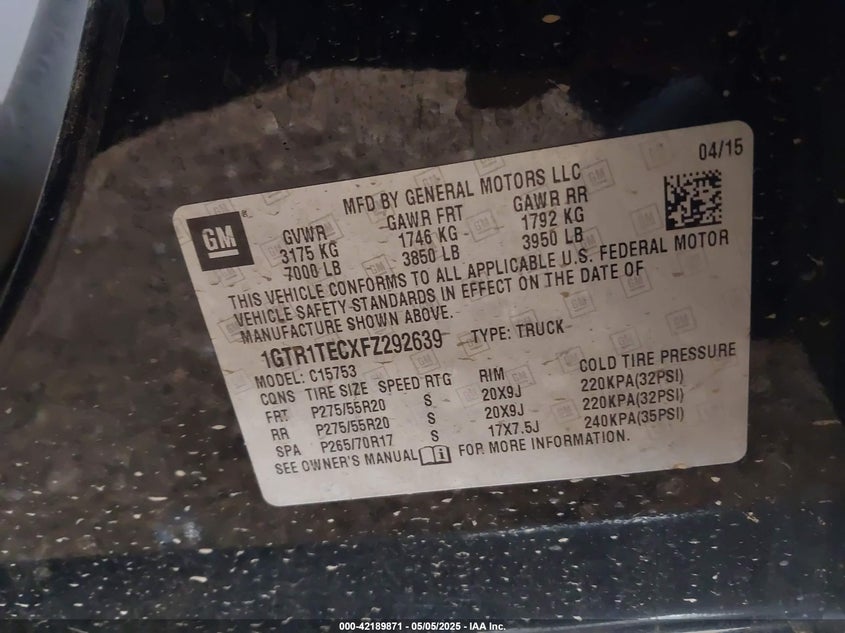 04/15
MFD BY GENERAL MOTORS LLC
GM®
GVWR GAWR FRT GAWR RR
3175 KG 1746 KG 1792 KG
7000 LB 3850 LB 3950 LB
THIS VEHICLE CONFORMS TO ALL APPLICABLE U.S. FEDERAL MOTOR
VEHICLE SAFETY STANDARDS IN EFFECT ON THE DATE OF
MANUFACTURE SHOWN ABOVE.
1GTR1TECXFZ292639 TYPE: TRUCK
MODEL: C15753
CQNS TIRE SIZE SPEED RTG RIM COLD TIRE PRESSURE
FRT P275/55R20 S 20X9J 220KPA(32PSI)
RR P275/55R20 S 20X9J 220KPA(32PSI)
SPA P265/70R17 S 17X7.5J 240KPA(35PSI)
SEE OWNER'S MANUAL FOR MORE INFORMATION.
000-42189871 - 05/05/2025 - IAA Inc.